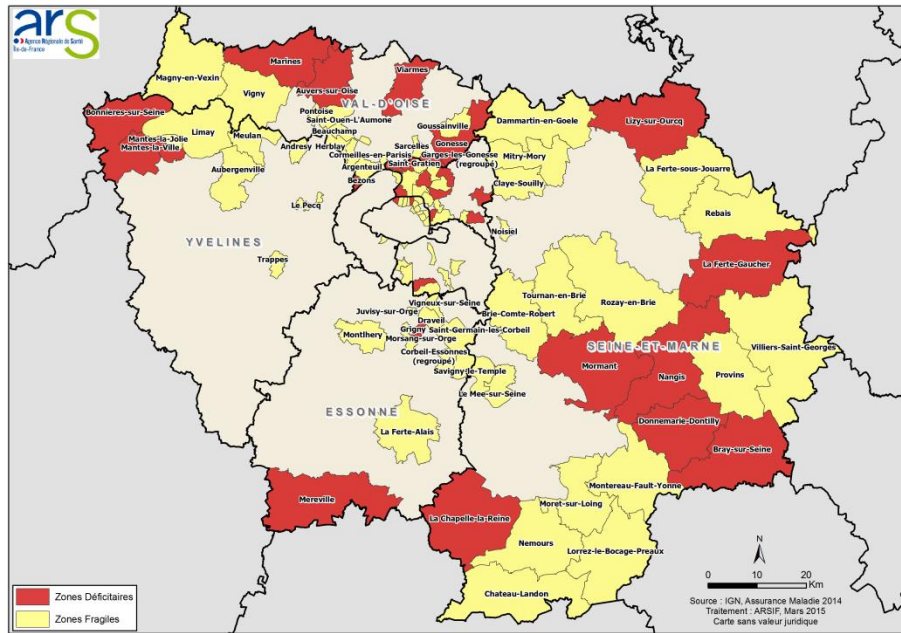 ars
Agence Régionale de Santé
Île-de-France
Marines
Viarmes
Magny-en-Vexin
Vigny
Auvers-sur-Oise
VAL-D'OISE
Bonnieres-sur-Seine
Pontoise
Saint-Ouen-L'Aumone
Goussainville
Dammartin-en-Goele
Lizy-sur-Ourcq
Limay
Meulan
Beauchamp
Mantes-la-Jolie
Mantes-la-Ville
Andresy
Herblay
Sarcelles
Gonesse
Cormeilles-en-Parisis
Garges-les-Gonesse
(regroupé)
Mitry-Mory
Saint-Gratien
Argenteuil
Aubergenville
Bezons
Claye-Souilly
La Ferte-sous-Jouarre
Le Pecq
Rebais
Noisiel
YVELINES
Trappes
La Ferte-Gaucher
Tournan-en-Brie
Rozay-en-Brie
Vigneux-sur-Seine
Juvisy-sur-Orge
Brie-Comte-Robert
Draveil
Grigny
Saint-Germain-les-Corbeil
Montlhery
Morsang-sur-Orge
SEINE-ET-MARNE
Villiers-Saint-Georges
Corbeil-Essonnes
(regroupé)
Savigny-le-Temple
Mormant
Nangis
Provins
Le Mee-sur-Seine
ESSONNE
La Ferte-Alais
Donnemarie-Dontilly
Bray-sur-Seine
Mereville
Montereau-Fault-Yonne
Moret-sur-Loing
La Chapelle-la-Reine
Nemours
Lorrez-le-Bocage-Preaux
Chateau-Landon
N
0 10 20
Km
Zones Déficitaires
Zones Fragiles
Source : IGN, Assurance Maladie 2014
Traitement : ARSIF, Mars 2015
Carte sans valeur juridique